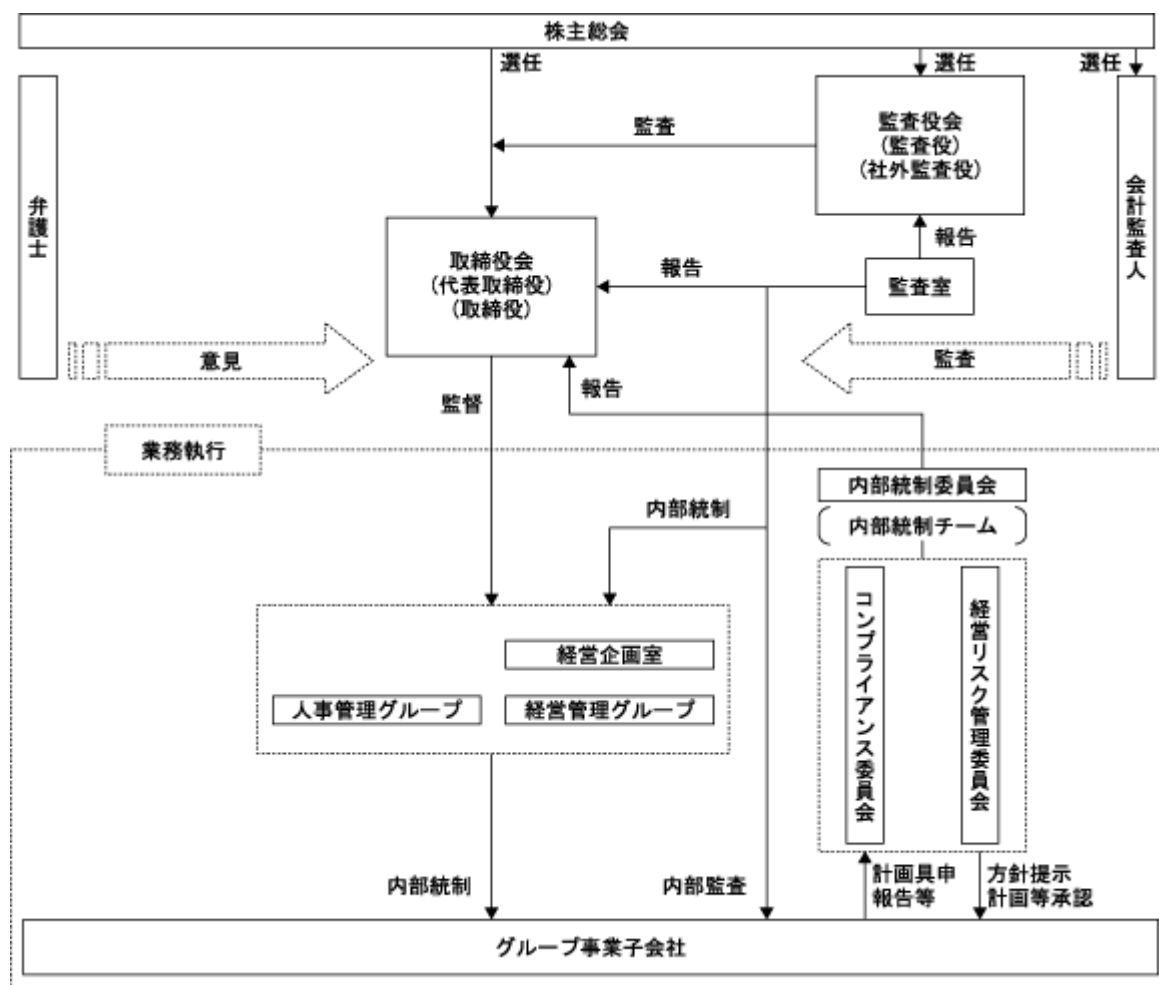 株主総会
選任
選任
選任
弁護士
監査
監査役会
(監査役)
(社外監査役)
会計監査人
報告
取締役会
(代表取締役)
(取締役)
報告
監査室
意見
監査
監督
報告
業務執行
内部統制委員会
内部統制
内部統制チーム
コンプライアンス委員会
経営リスク管理委員会
経営企画室
人事管理グループ
経営管理グループ
内部統制
内部監査
計画具申
報告等
方針提示
計画等承認
グループ事業子会社